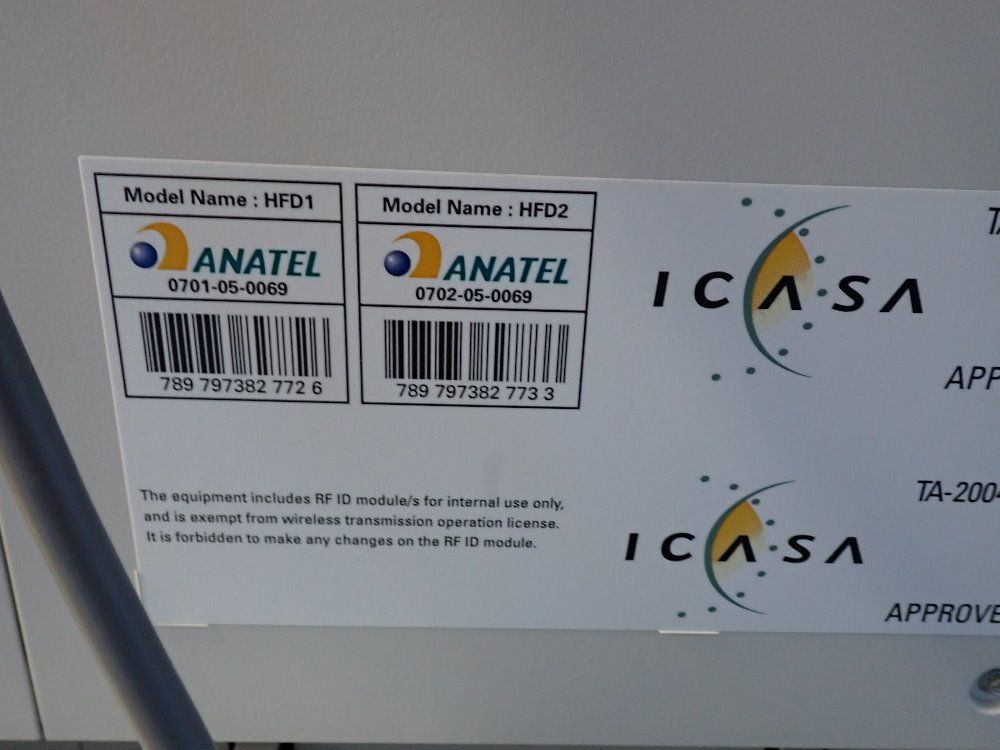 Model Name : HFD1
ANATEL
0701-05-0069
789 797382 772 6
Model Name : HFD2
ANATEL
0702-05-0069
789 797382 773 3
The equipment includes RF ID module/s for internal use only,
and is exempt from wireless transmission operation license.
It is forbidden to make any changes on the RF ID module.
ICASA
ICASA
TA-2004